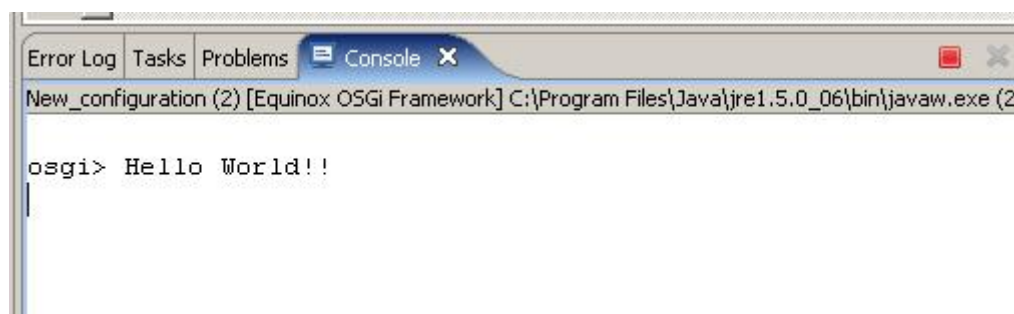 Error Log Tasks Problems Console
New_configuration (2) [Equinox OSGi Framework] C:\Program Files\Java\jre1.5.0_06\bin\javaw.exe (2
osgi> Hello World!!